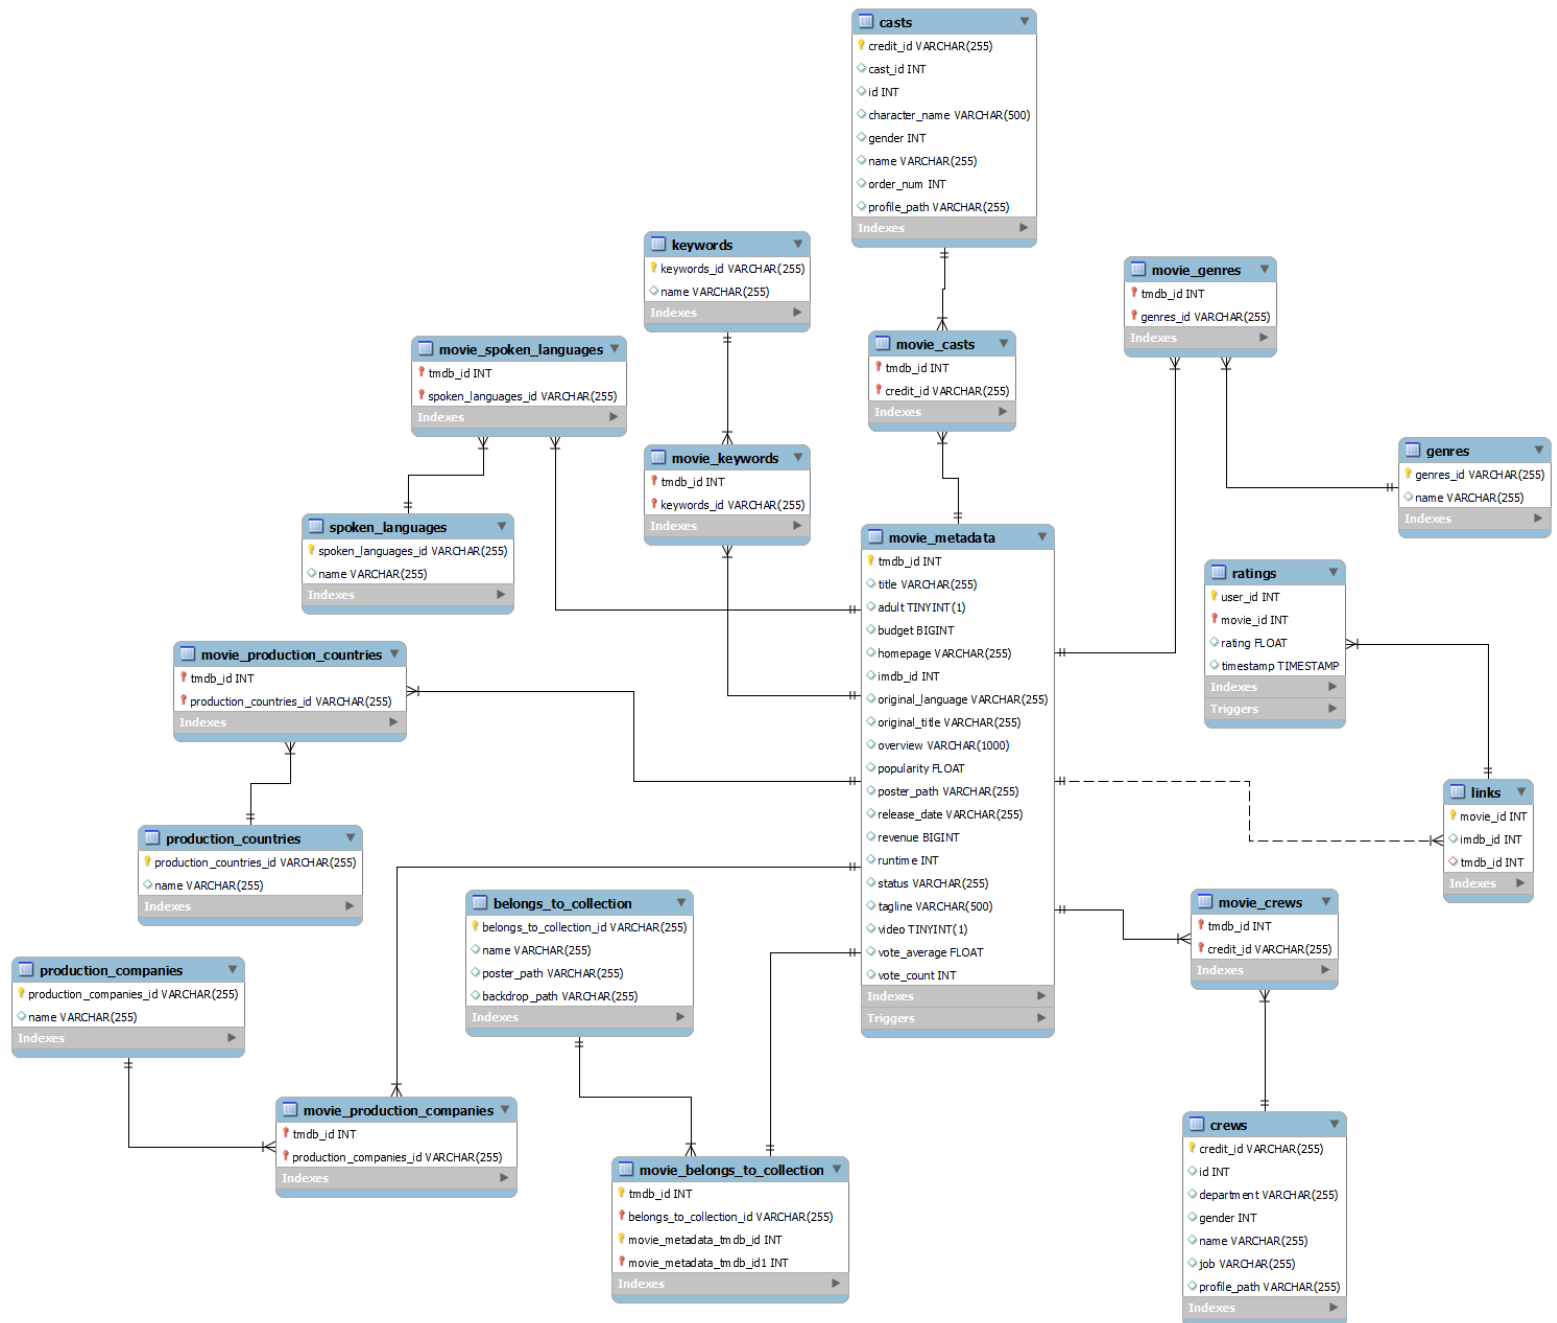 casts
credit_id VARCHAR(255)
cast_id INT
id INT
character_name VARCHAR(500)
gender INT
name VARCHAR(255)
order_num INT
profile_path VARCHAR(255)
Indexes
keywords
keywords_id VARCHAR(255)
name VARCHAR(255)
Indexes
movie_genres
tmdb_id INT
genres_id VARCHAR(255)
Indexes
movie_spoken_languages
tmdb_id INT
spoken_languages_id VARCHAR(255)
Indexes
movie_casts
tmdb_id INT
credit_id VARCHAR(255)
Indexes
movie_keywords
tmdb_id INT
keywords_id VARCHAR(255)
Indexes
genres
genres_id VARCHAR(255)
name VARCHAR(255)
Indexes
spoken_languages
spoken_languages_id VARCHAR(255)
name VARCHAR(255)
Indexes
movie_metadata
tmdb_id INT
title VARCHAR(255)
adult TINYINT(1)
budget BIGINT
homepage VARCHAR(255)
imdb_id INT
original_language VARCHAR(255)
original_title VARCHAR(255)
overview VARCHAR(1000)
popularity FLOAT
poster_path VARCHAR(255)
release_date VARCHAR(255)
revenue BIGINT
runtime INT
status VARCHAR(255)
tagline VARCHAR(500)
video TINYINT(1)
vote_average FLOAT
vote_count INT
Indexes
Triggers
ratings
user_id INT
movie_id INT
rating FLOAT
timestamp TIMESTAMP
Indexes
Triggers
movie_production_countries
tmdb_id INT
production_countries_id VARCHAR(255)
Indexes
links
movie_id INT
imdb_id INT
tmdb_id INT
Indexes
production_countries
production_countries_id VARCHAR(255)
name VARCHAR(255)
Indexes
belongs_to_collection
belongs_to_collection_id VARCHAR(255)
name VARCHAR(255)
poster_path VARCHAR(255)
backdrop_path VARCHAR(255)
Indexes
movie_crews
tmdb_id INT
credit_id VARCHAR(255)
Indexes
production_companies
production_companies_id VARCHAR(255)
name VARCHAR(255)
Indexes
movie_production_companies
tmdb_id INT
production_companies_id VARCHAR(255)
Indexes
movie_belongs_to_collection
tmdb_id INT
belongs_to_collection_id VARCHAR(255)
movie_metadata_tmdb_id INT
movie_metadata_tmdb_id1 INT
Indexes
crews
credit_id VARCHAR(255)
id INT
department VARCHAR(255)
gender INT
name VARCHAR(255)
job VARCHAR(255)
profile_path VARCHAR(255)
Indexes